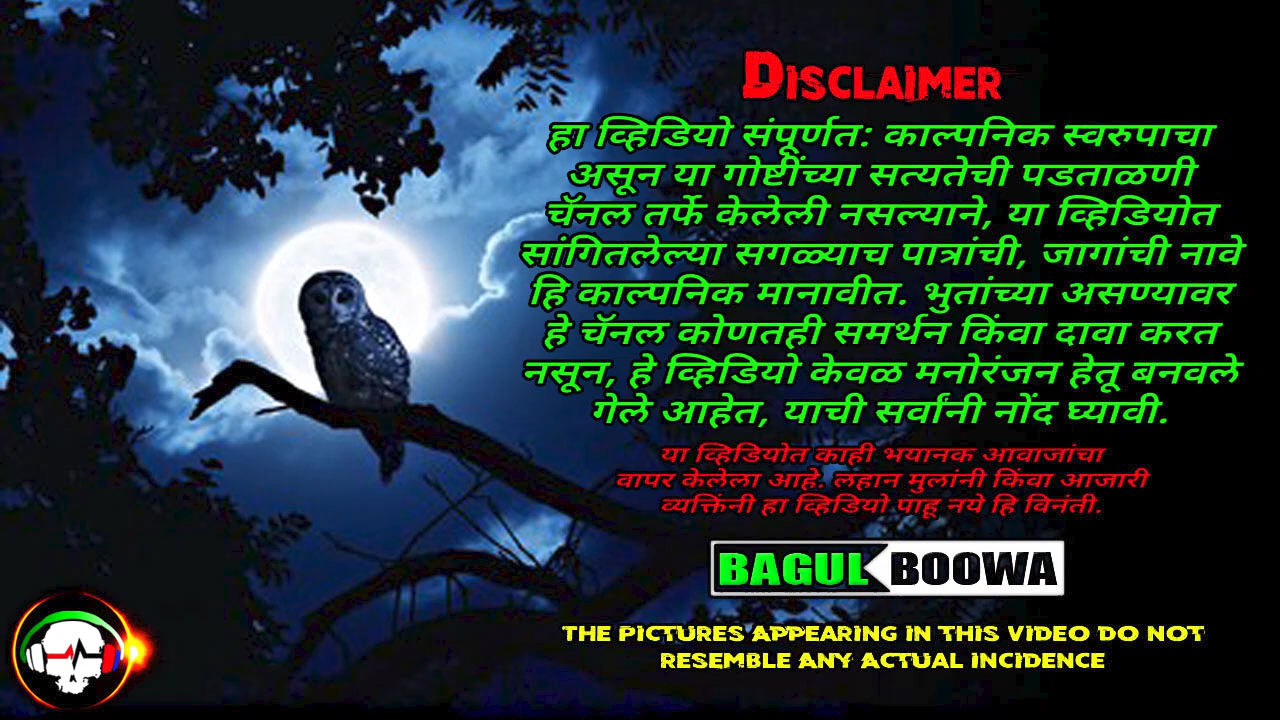 Disclaimer
हा व्हिडियो संपूर्णत: काल्पनिक स्वरुपाचा
असून या गोष्टींच्या सत्यतेची पडताळणी
चॅनल तर्फे केलेली नसल्याने, या व्हिडियोत
सांगितलेल्या सगळ्याच पात्रांची, जागांची नावे
हि काल्पनिक मानावीत. भुतांच्या असण्यावर
हे चॅनल कोणतही समर्थन किंवा दावा करत
नसून, हे व्हिडियो केवळ मनोरंजन हेतू बनवले
गेले आहेत, याची सर्वांनी नोंद घ्यावी.
या व्हिडियोत काही भयानक आवाजांचा
वापर केलेला आहे. लहान मुलांनी किंवा आजारी
व्यक्तिंनी हा व्हिडियो पाहू नये हि विनंती.
BAGUL BOOWA
THE PICTURES APPEARING IN THIS VIDEO DO NOT
RESEMBLE ANY ACTUAL INCIDENCE